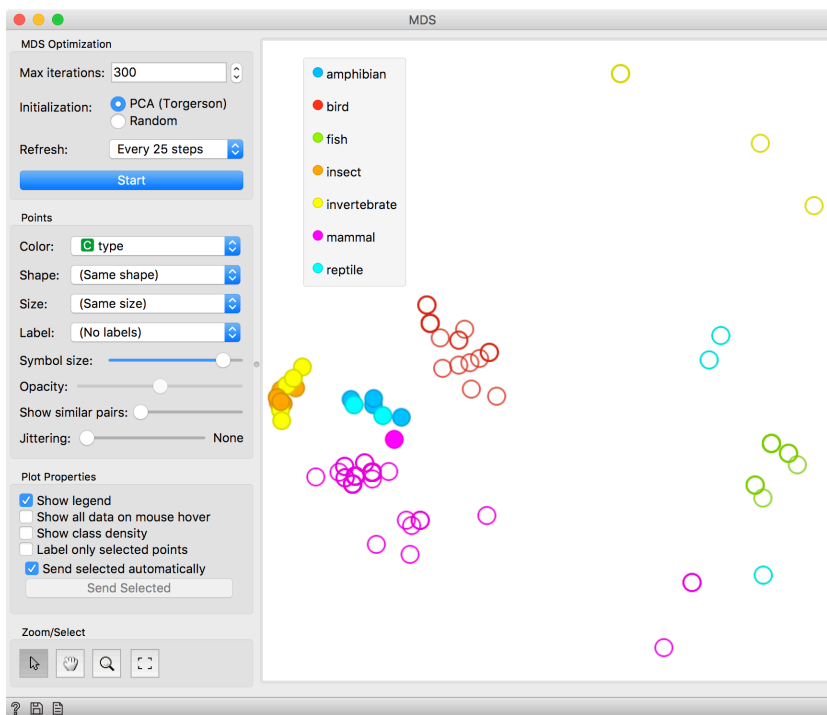 MDS
MDS Optimization
Max iterations: 300
Initialization: PCA (Torgerson)
Random
Refresh: Every 25 steps
Start
Points
Color: C type
Shape: (Same shape)
Size: (Same size)
Label: (No labels)
Symbol size:
Opacity:
Show similar pairs:
Jittering: None
Plot Properties
Show legend
Show all data on mouse hover
Show class density
Label only selected points
Send selected automatically
Send Selected
Zoom/Select
?
amphibian
bird
fish
insect
invertebrate
mammal
reptile